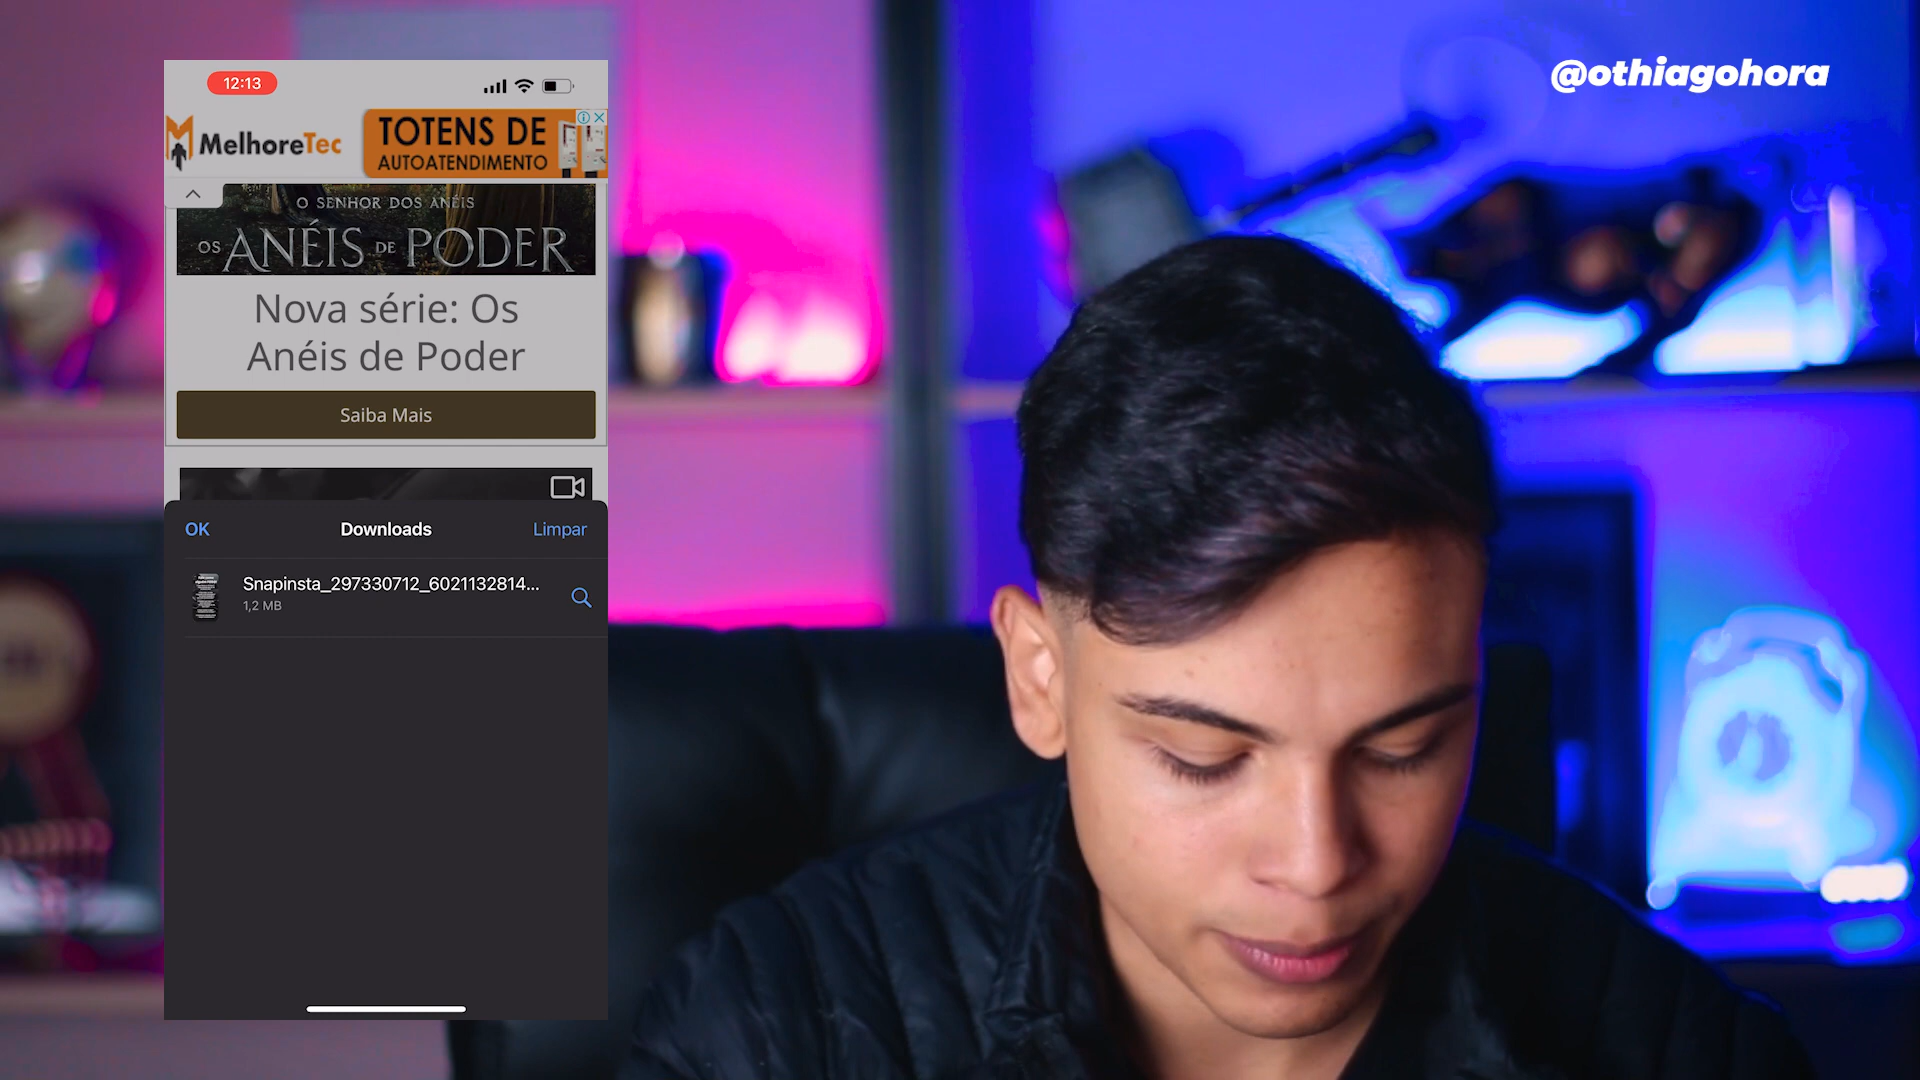 @othiagohora
12:13
MelhoreTec
TOTENS DE
AUTOATENDIMENTO
O SENHOR DOS ANÉIS
OS ANÉIS DE PODER
Nova série: Os
Anéis de Poder
Saiba Mais
OK
Downloads
Limpar
Snapinsta_297330712_6021132814...
1,2 MB